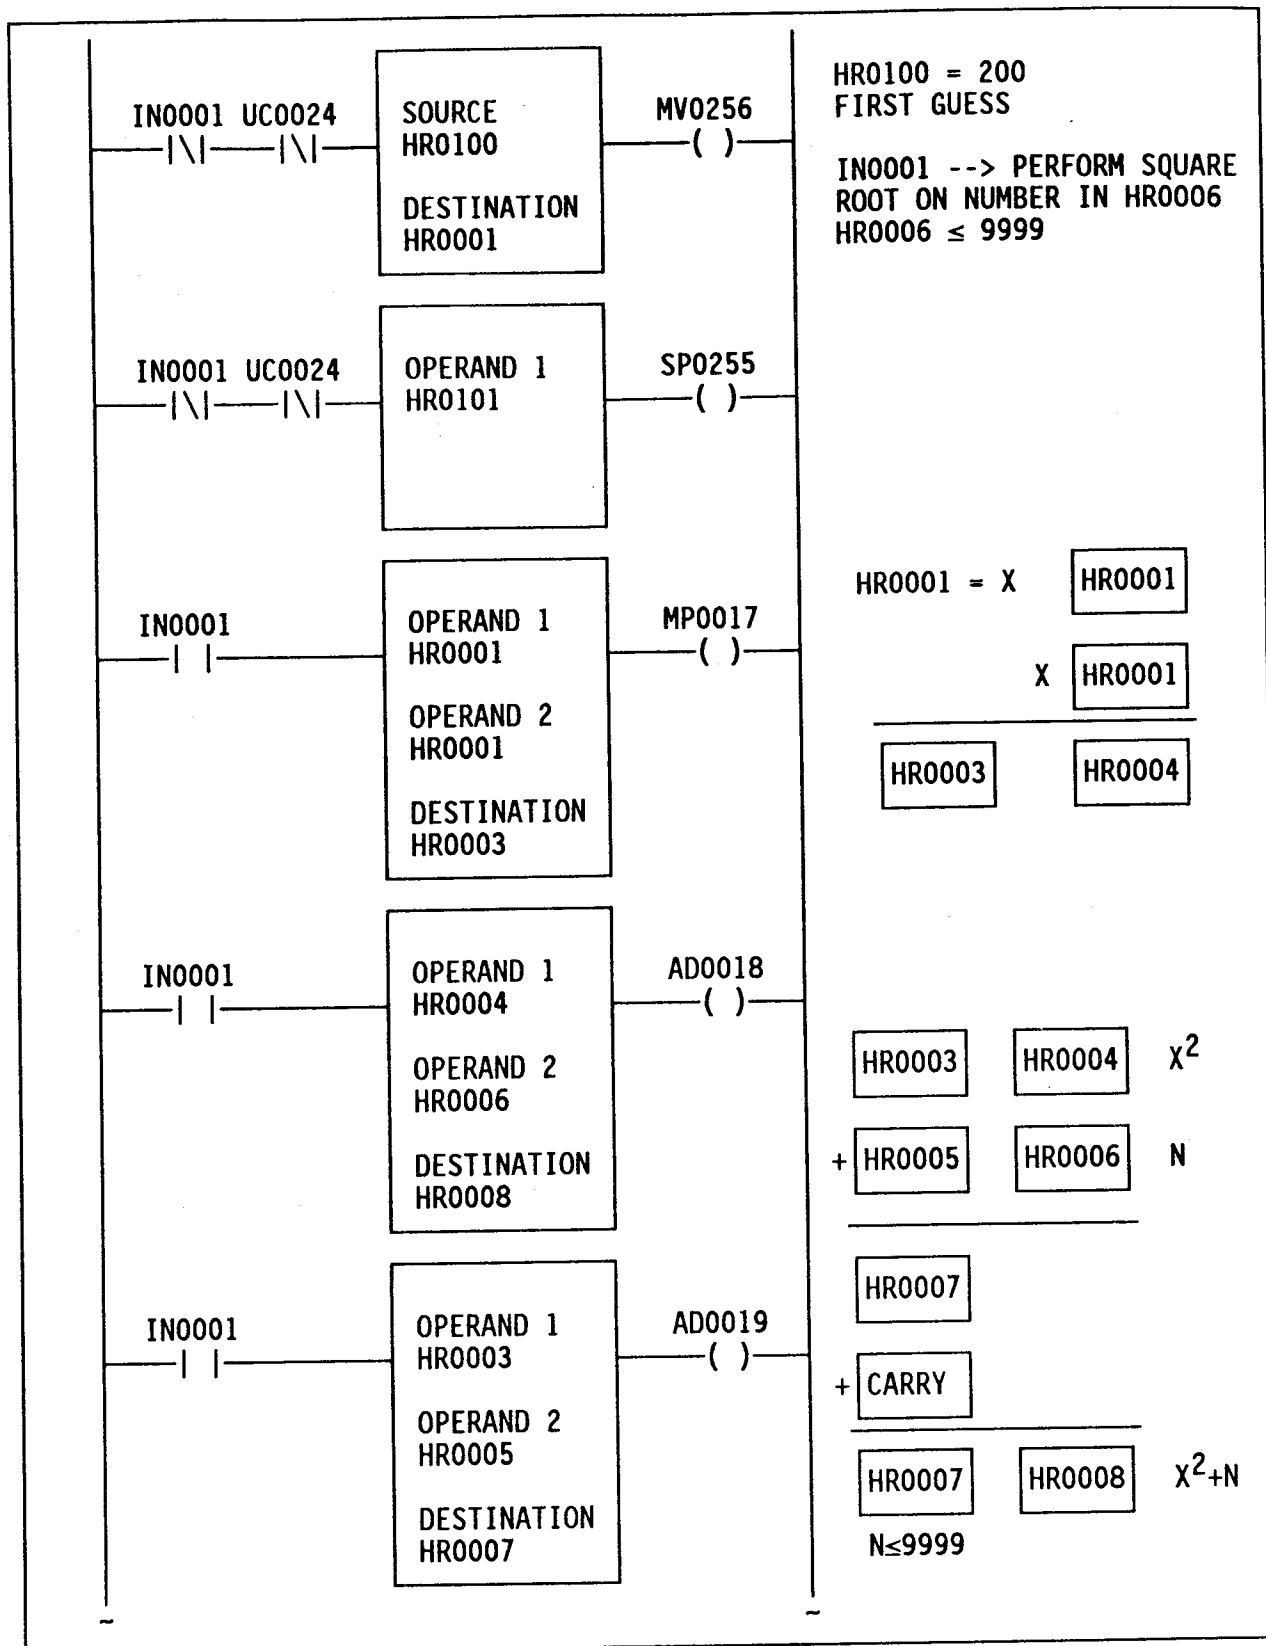 IN0001 UC0024
SOURCE
HR0100
DESTINATION
HR0001
MV0256
( )
HR0100 = 200
FIRST GUESS
IN0001 --> PERFORM SQUARE
ROOT ON NUMBER IN HR0006
HR0006 ≤ 9999
IN0001 UC0024
OPERAND 1
HR0101
SP0255
( )
IN0001
OPERAND 1
HR0001
OPERAND 2
HR0001
DESTINATION
HR0003
MP0017
( )
HR0001 = X HR0001
X HR0001
HR0003 HR0004
IN0001
OPERAND 1
HR0004
OPERAND 2
HR0006
DESTINATION
HR0008
AD0018
( )
HR0003 HR0004 X²
+ HR0005 HR0006 N
HR0007
+ CARRY
HR0007 HR0008 X²+N
N≤9999
IN0001
OPERAND 1
HR0003
OPERAND 2
HR0005
DESTINATION
HR0007
AD0019
( )
~ ~